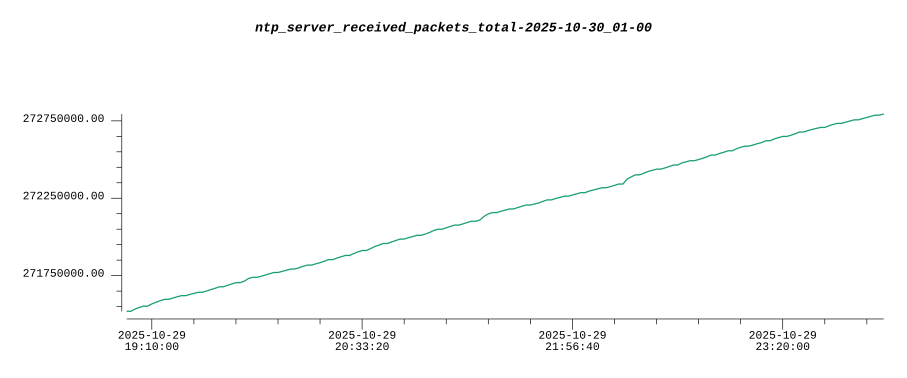 ntp_server_received_packets_total-2025-10-30_01-00
272750000.00
272250000.00
271750000.00
2025-10-29 2025-10-29 2025-10-29 2025-10-29
19:10:00 20:33:20 21:56:40 23:20:00